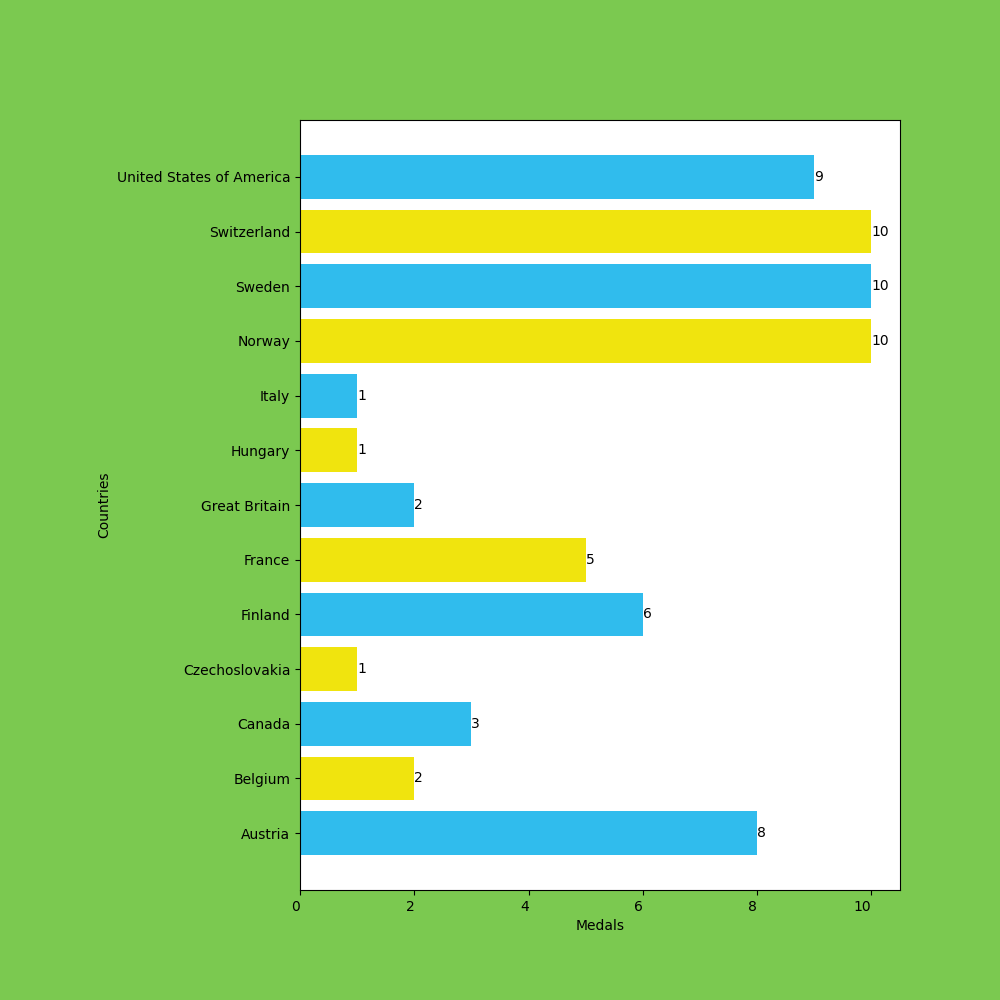 United States of America 9
Switzerland 10
Sweden 10
Norway 10
Italy 1
Hungary 1
Great Britain 2
France 5
Finland 6
Czechoslovakia 1
Canada 3
Belgium 2
Austria 8
Countries
0 2 4 6 8 10
Medals